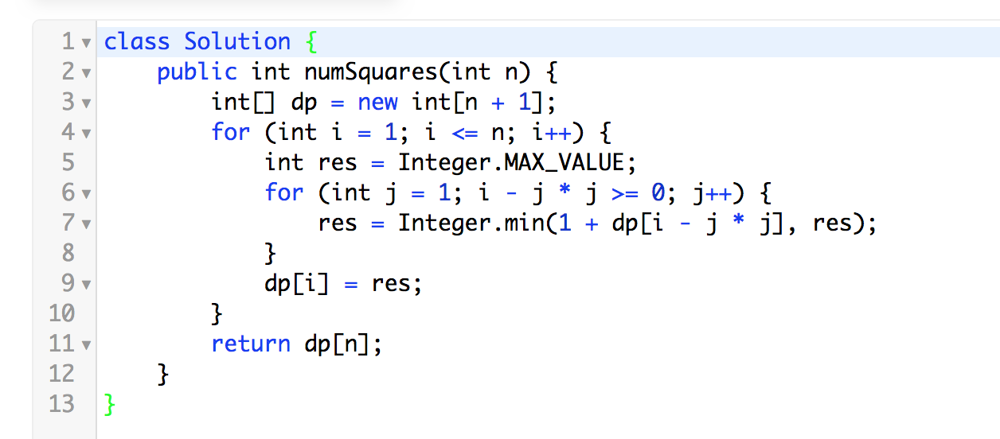 1 class Solution {
2 public int numSquares(int n) {
3 int[] dp = new int[n + 1];
4 for (int i = 1; i <= n; i++) {
5 int res = Integer.MAX_VALUE;
6 for (int j = 1; i - j * j >= 0; j++) {
7 res = Integer.min(1 + dp[i - j * j], res);
8 }
9 dp[i] = res;
10 }
11 return dp[n];
12 }
13 }